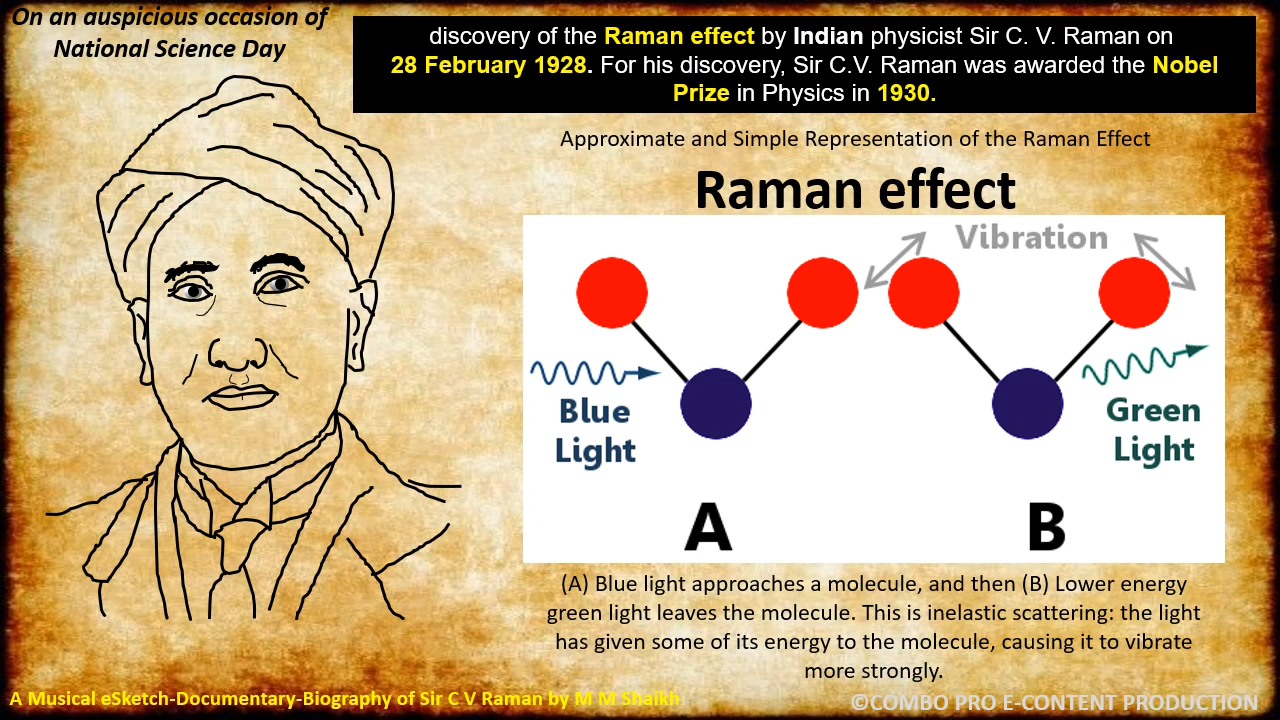 On an auspicious occasion of
National Science Day
discovery of the Raman effect by Indian physicist Sir C. V. Raman on
28 February 1928. For his discovery, Sir C.V. Raman was awarded the Nobel
Prize in Physics in 1930.
Approximate and Simple Representation of the Raman Effect
Raman effect
Vibration
Blue
Light
Green
Light
A
B
(A) Blue light approaches a molecule, and then (B) Lower energy
green light leaves the molecule. This is inelastic scattering: the light
has given some of its energy to the molecule, causing it to vibrate
more strongly.
A Musical eSketch-Documentary-Biography of Sir C V Raman by M M Shaikh
©COMBO PRO E-CONTENT PRODUCTION